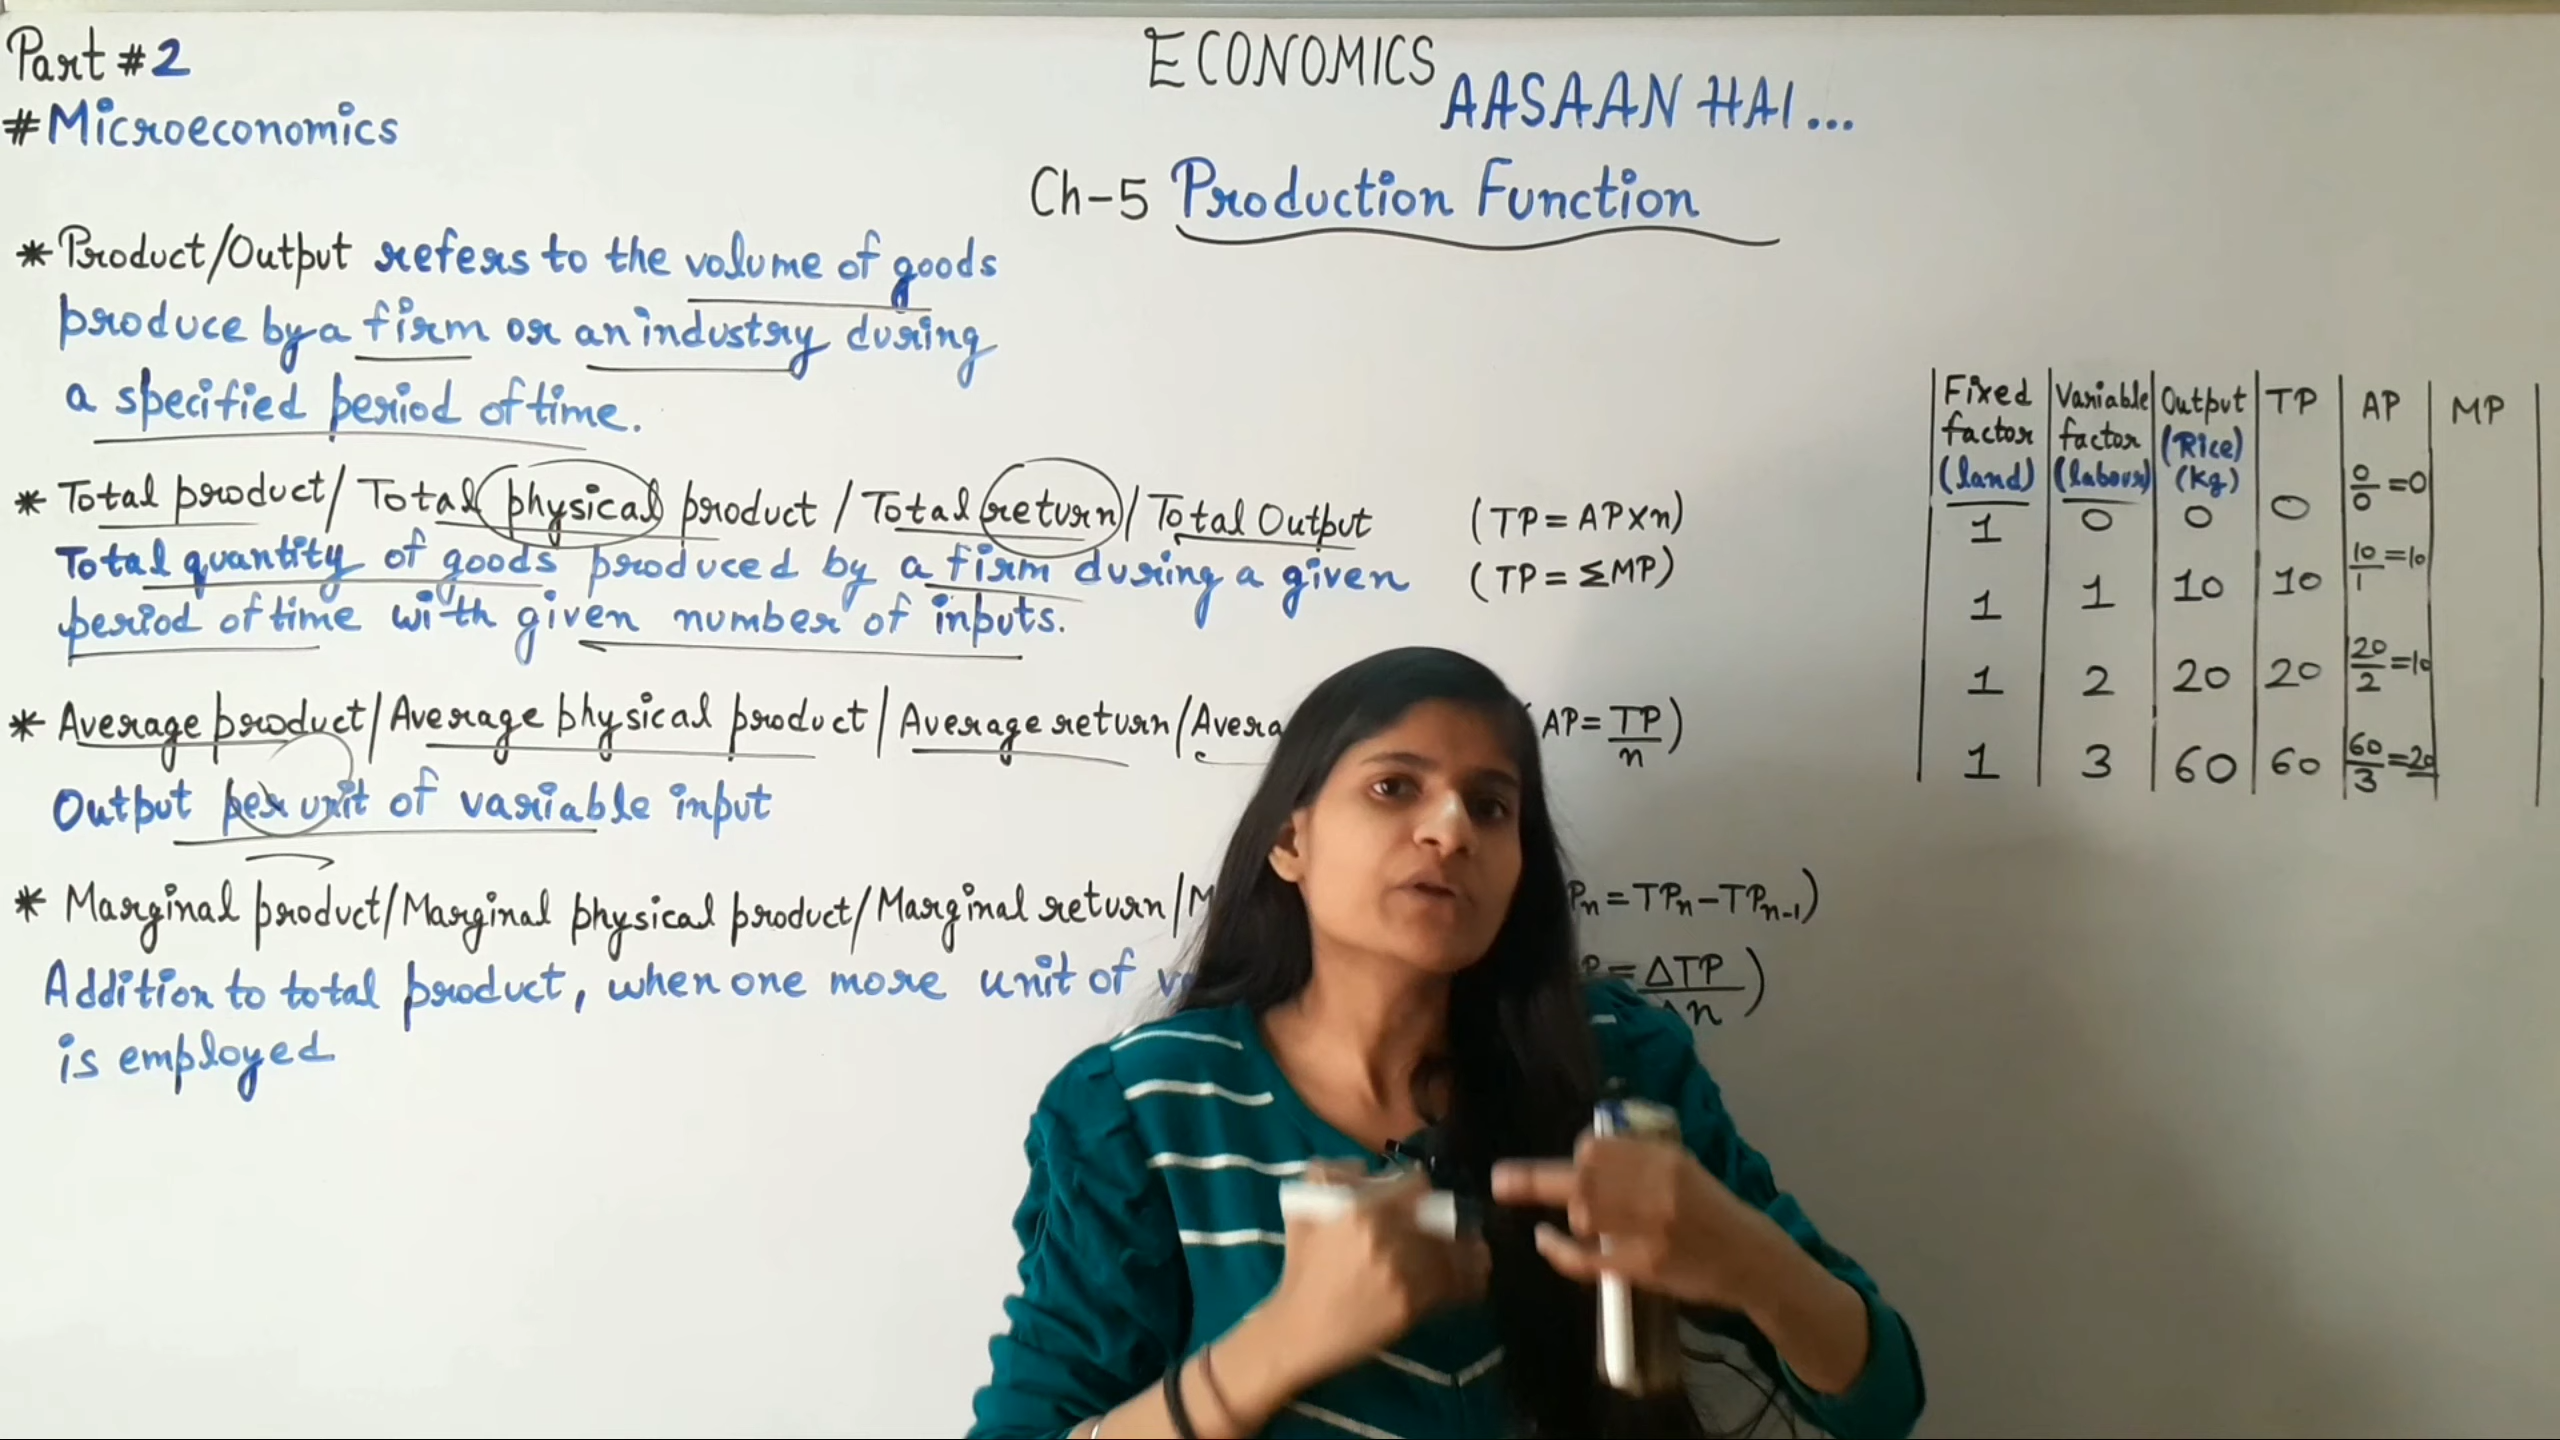 Part #2
#Microeconomics
ECONOMICS
AASAAN HAI...
Ch-5 Production Function
* Product/Output refers to the volume of goods
produce by a firm or an industry during
a specified period of time.
* Total product/ Total physical product / Total return / Total Output (TP = AP×n)
Total quantity of goods produced by a firm during a given (TP = ΣMP)
period of time with given number of inputs.
* Average product/Average physical product/Average return/Avera AP = TP/n)
Output per unit of variable input
* Marginal product/Marginal physical product/Marginal return/M Pn = TPn - TPn-1)
Addition to total product, when one more unit of v P = ΔTP/Δn)
is employed
Fixed factor (land) | Variable factor (labour) | Output (Rice) (kg) | TP | AP | MP
1 | 0 | 0 | 0 | 0/0 = 0
1 | 1 | 10 | 10 | 10/1 = 10
1 | 2 | 20 | 20 | 20/2 = 10
1 | 3 | 60 | 60 | 60/3 = 20